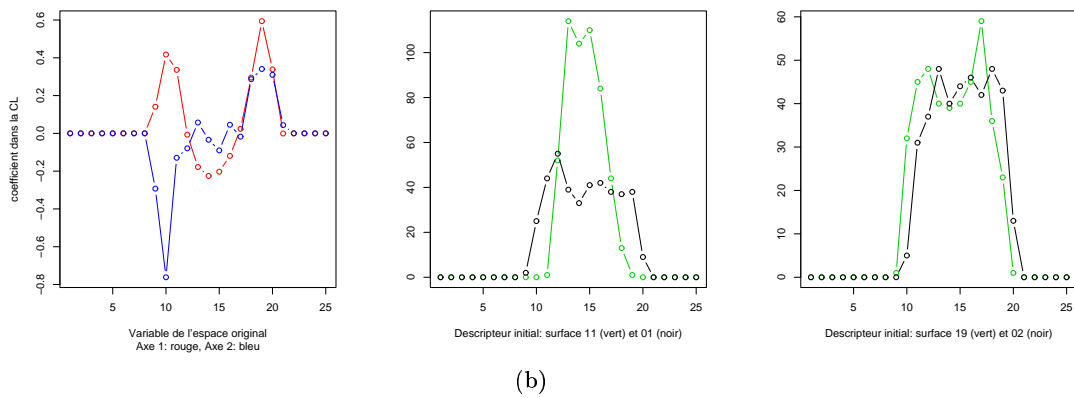 coefficient dans la CL
0.6
0.4
0.2
0.0
−0.2
−0.4
−0.6
−0.8
5 10 15 20 25
Variable de l'espace original
Axe 1: rouge, Axe 2: bleu
100
80
60
40
20
0
5 10 15 20 25
Descripteur initial: surface 11 (vert) et 01 (noir)
60
50
40
30
20
10
0
5 10 15 20 25
Descripteur initial: surface 19 (vert) et 02 (noir)
(b)